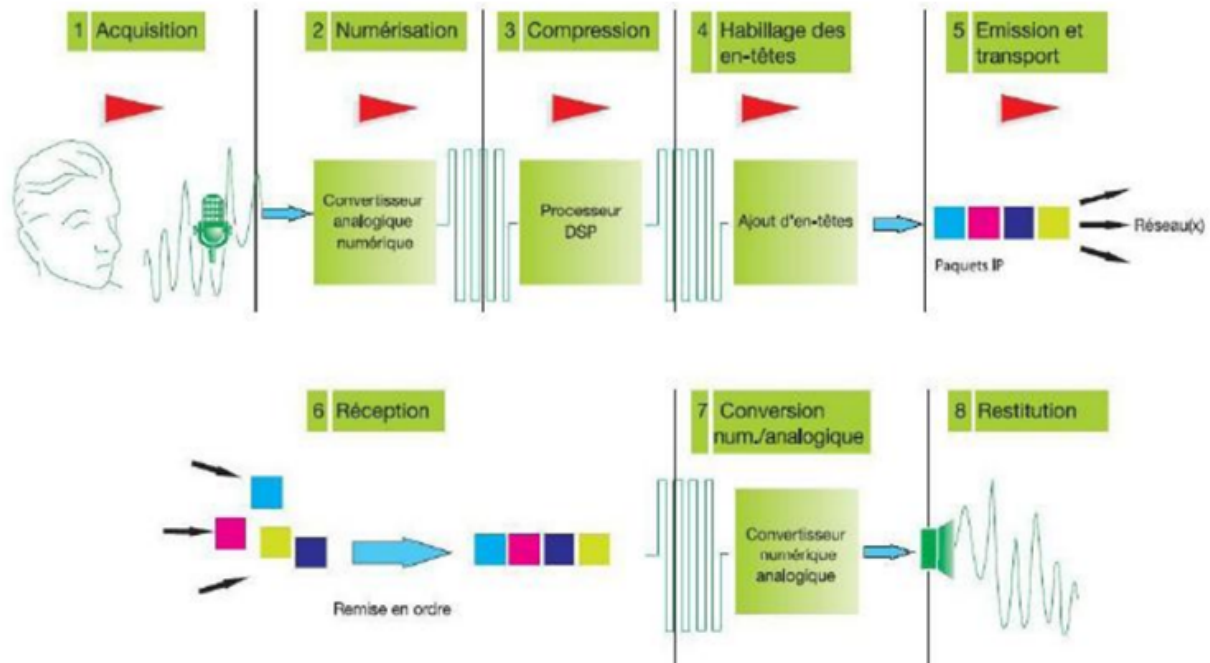 1 Acquisition
2 Numérisation
3 Compression
4 Habillage des
en-têtes
5 Emission et
transport
Convertisseur
analogique
numérique
Processeur
DSP
Ajout d'en-têtes
Réseau(x)
Paquets IP
6 Réception
7 Conversion
num./analogique
8 Restitution
Convertisseur
numérique
analogique
Remise en ordre